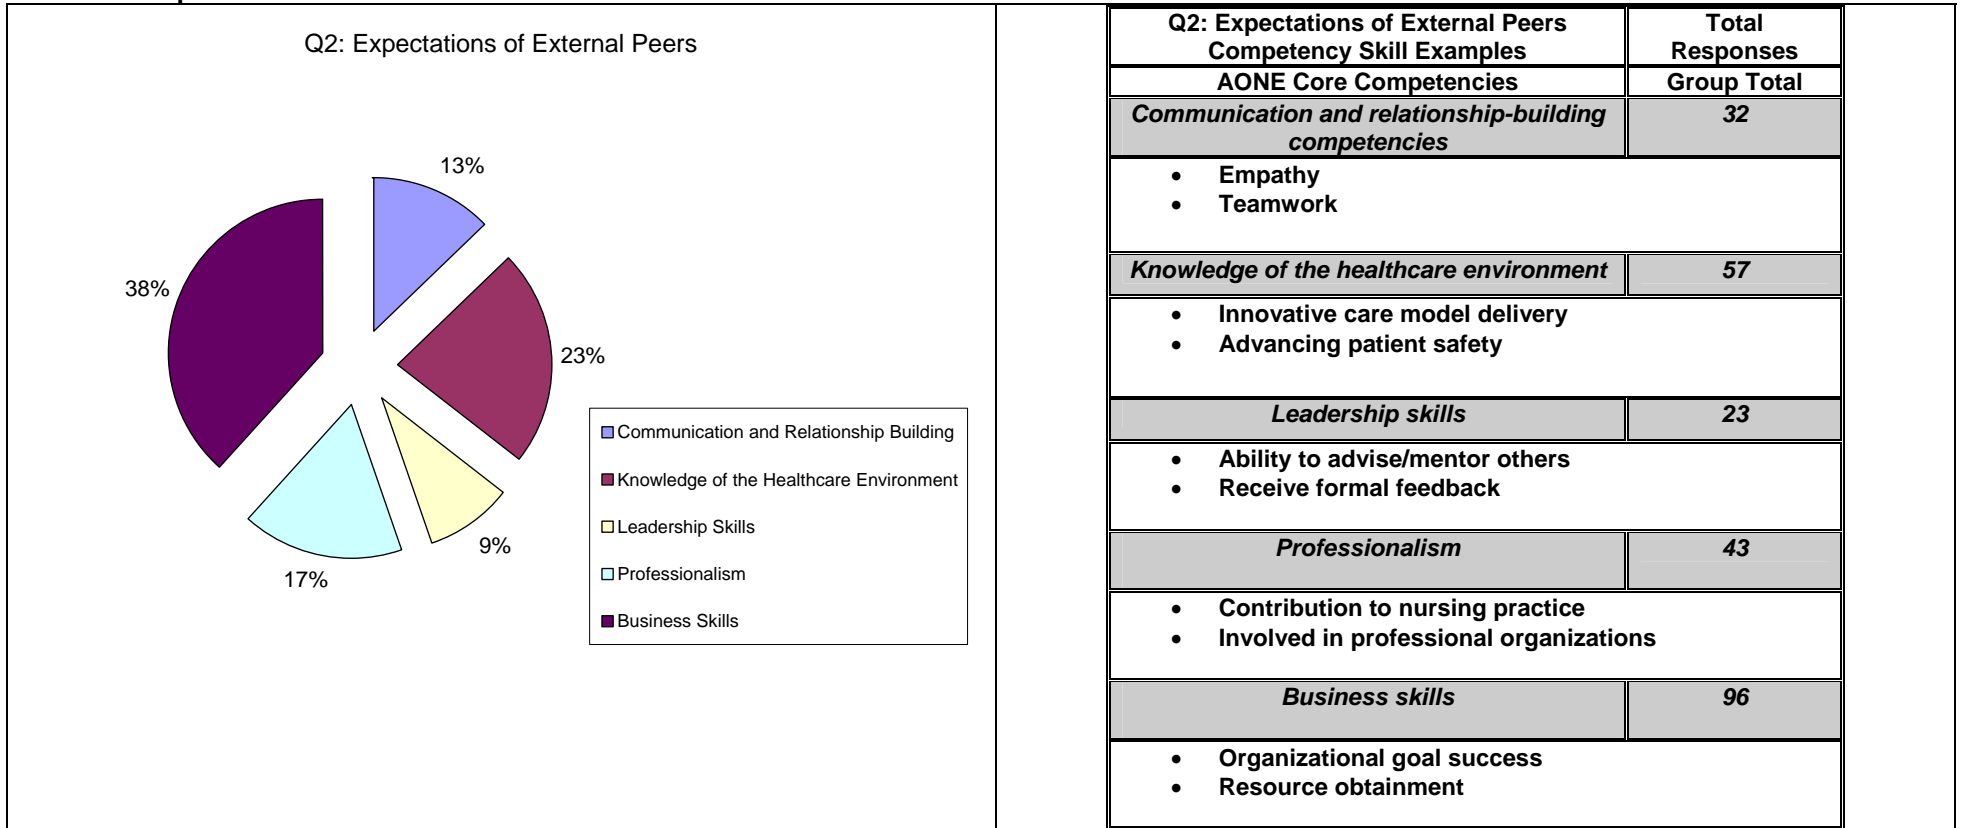 Q2: Expectations of External Peers
13%
38%
23%
9%
17%
Communication and Relationship Building
Knowledge of the Healthcare Environment
Leadership Skills
Professionalism
Business Skills
Q2: Expectations of External Peers
Competency Skill Examples
Total
Responses
AONE Core Competencies
Group Total
Communication and relationship-building
competencies
32
• Empathy
• Teamwork
Knowledge of the healthcare environment
57
• Innovative care model delivery
• Advancing patient safety
Leadership skills
23
• Ability to advise/mentor others
• Receive formal feedback
Professionalism
43
• Contribution to nursing practice
• Involved in professional organizations
Business skills
96
• Organizational goal success
• Resource obtainment